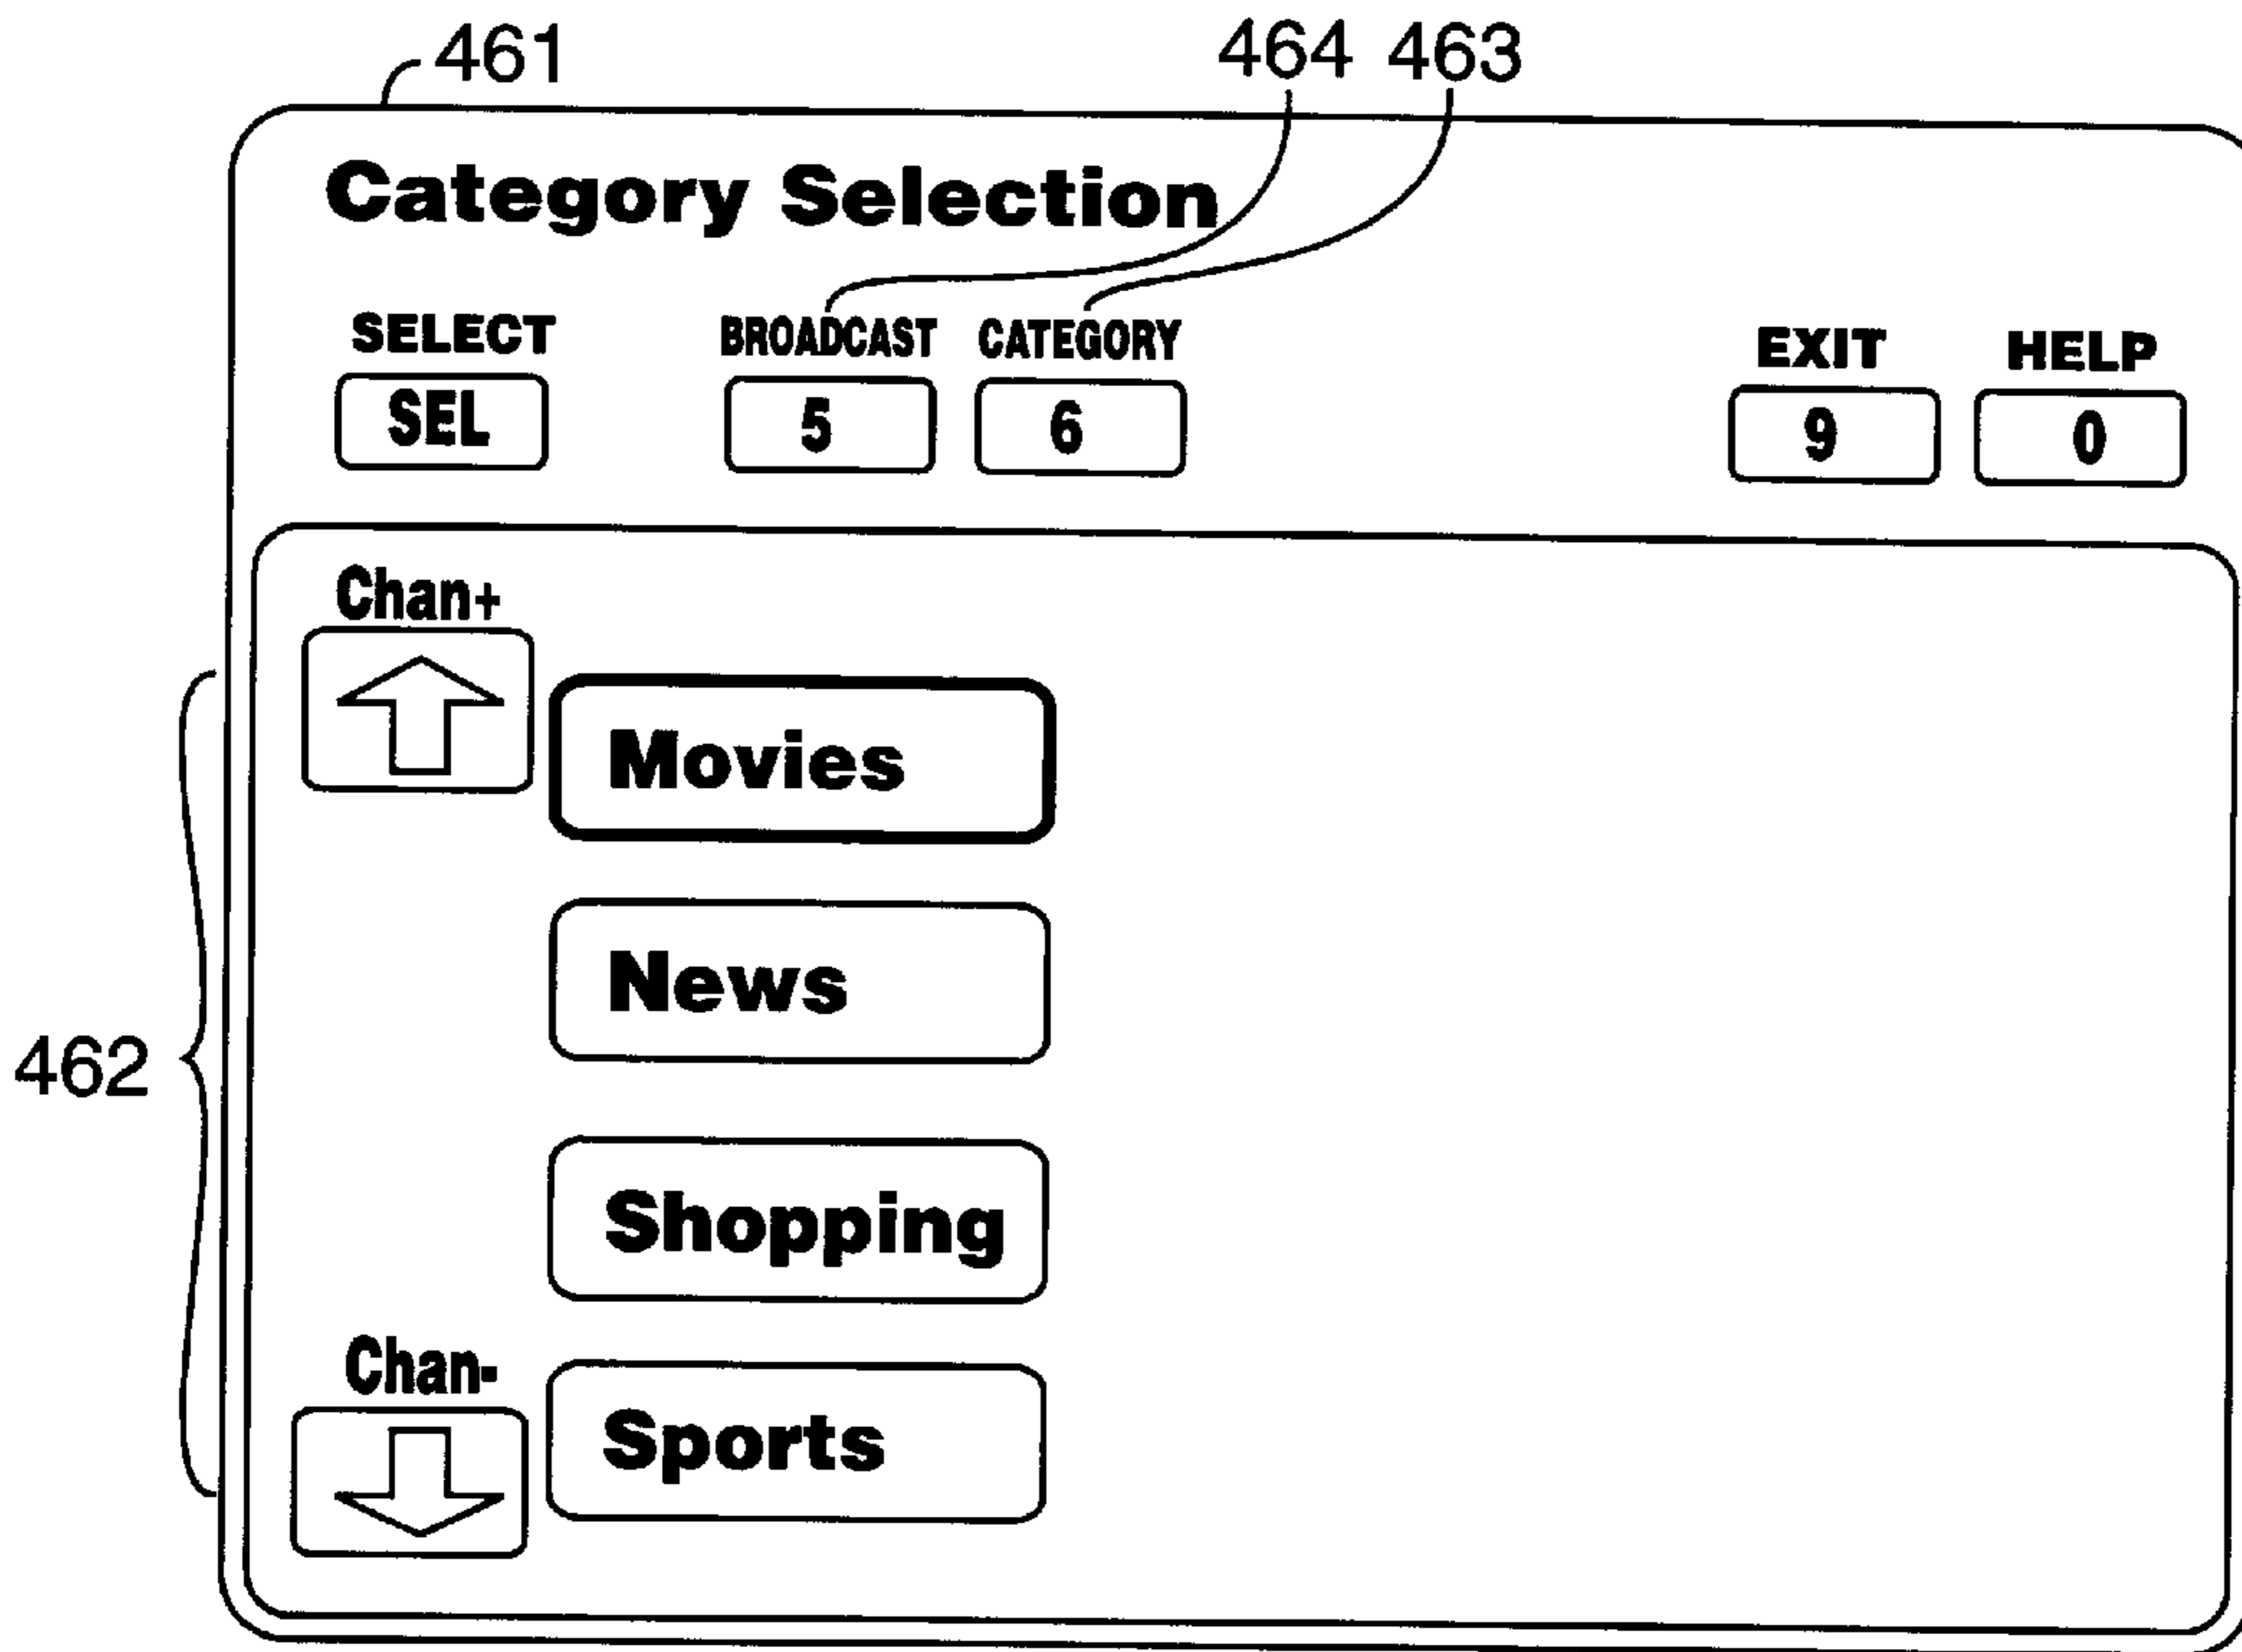 461 464 463
Category Selection
SELECT BROADCAST CATEGORY EXIT HELP
SEL 5 6 9 0
Chan+
Movies
News
462
Shopping
Chan-
Sports